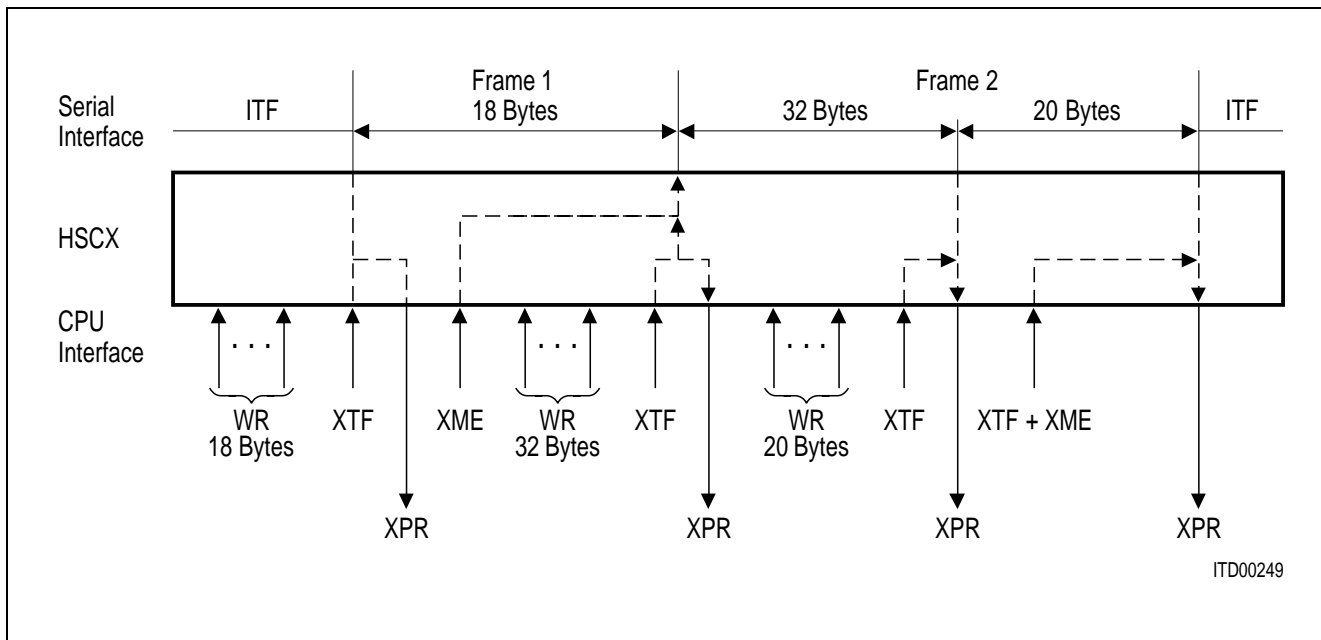 Frame 1
Frame 2
Serial
Interface
ITF
18 Bytes
32 Bytes
20 Bytes
ITF
HSCX
CPU
Interface
. . .
. . .
. . .
WR
18 Bytes
XTF
XME
WR
32 Bytes
XTF
WR
20 Bytes
XTF
XTF + XME
XPR
XPR
XPR
XPR
ITD00249